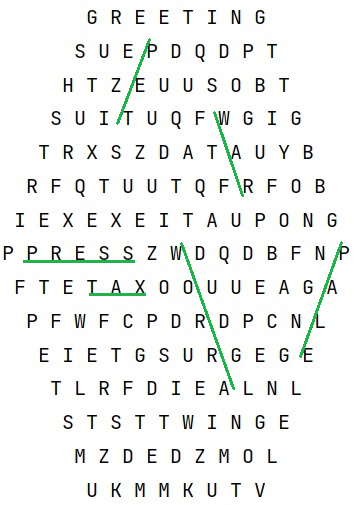 G R E E T I N G
S U E P D Q D P T
H T Z E U U S O B T
S U I T U Q F W G I G
T R X S Z D A T A U Y B
R F Q T U U T Q F R F O B
I E X E X E I T A U P O N G
P P R E S S Z W D Q D B F N P
F T E T A X O O U U E A G A
P F W F C P D R D P C N L
E I E T G S U R G E G E
T L R F D I E A L N L
S T S T T W I N G E
M Z D E D Z M O L
U K M M K U T V